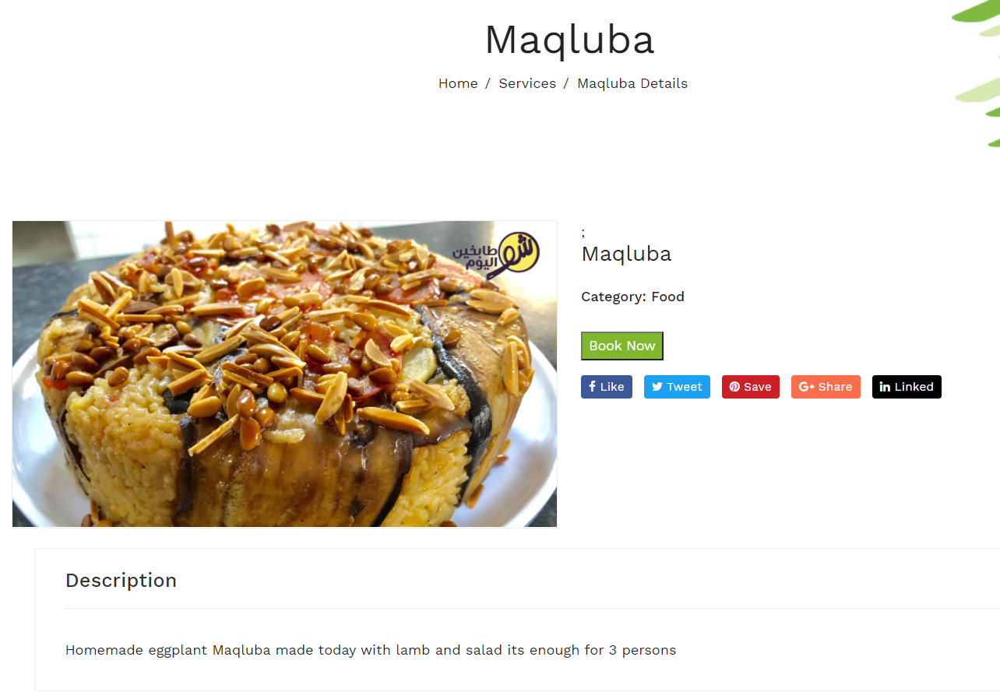 Maqluba
Home / Services / Maqluba Details
شو
طابخين
اليوم
;
Maqluba
Category: Food
Book Now
Like Tweet Save G+ Share in Linked
Description
Homemade eggplant Maqluba made today with lamb and salad its enough for 3 persons